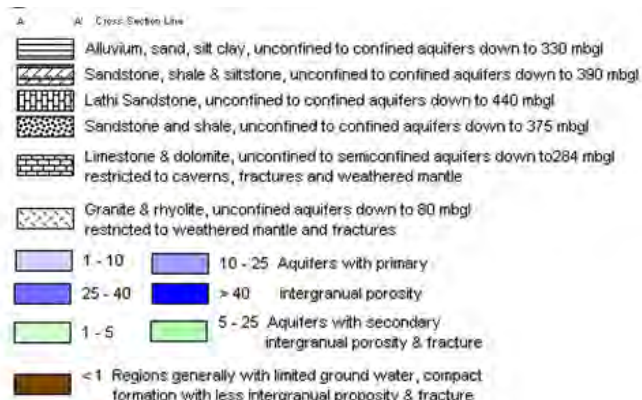 A A' Cross Section Line
Alluvium, sand, silt clay, unconfined to confined aquifers down to 330 mbgl
Sandstone, shale & siltstone, unconfined to confined aquifers down to 390 mbgl
Lathi Sandstone, unconfined to confined aquifers down to 440 mbgl
Sandstone and shale, unconfined to confined aquifers down to 375 mbgl
Limestone & dolomite, unconfined to semiconfined aquifers down to284 mbgl
restricted to caverns, fractures and weathered mantle
Granite & rhyolite, unconfined aquifers down to 80 mbgl
restricted to weathered mantle and fractures
1 - 10 10 - 25 Aquifers with primary
25 - 40 > 40 intergranual porosity
1 - 5 5 - 25 Aquifers with secondary
intergranual porosity & fracture
<1 Regions generally with limited ground water, compact
formation with less intergranual proposity & fracture